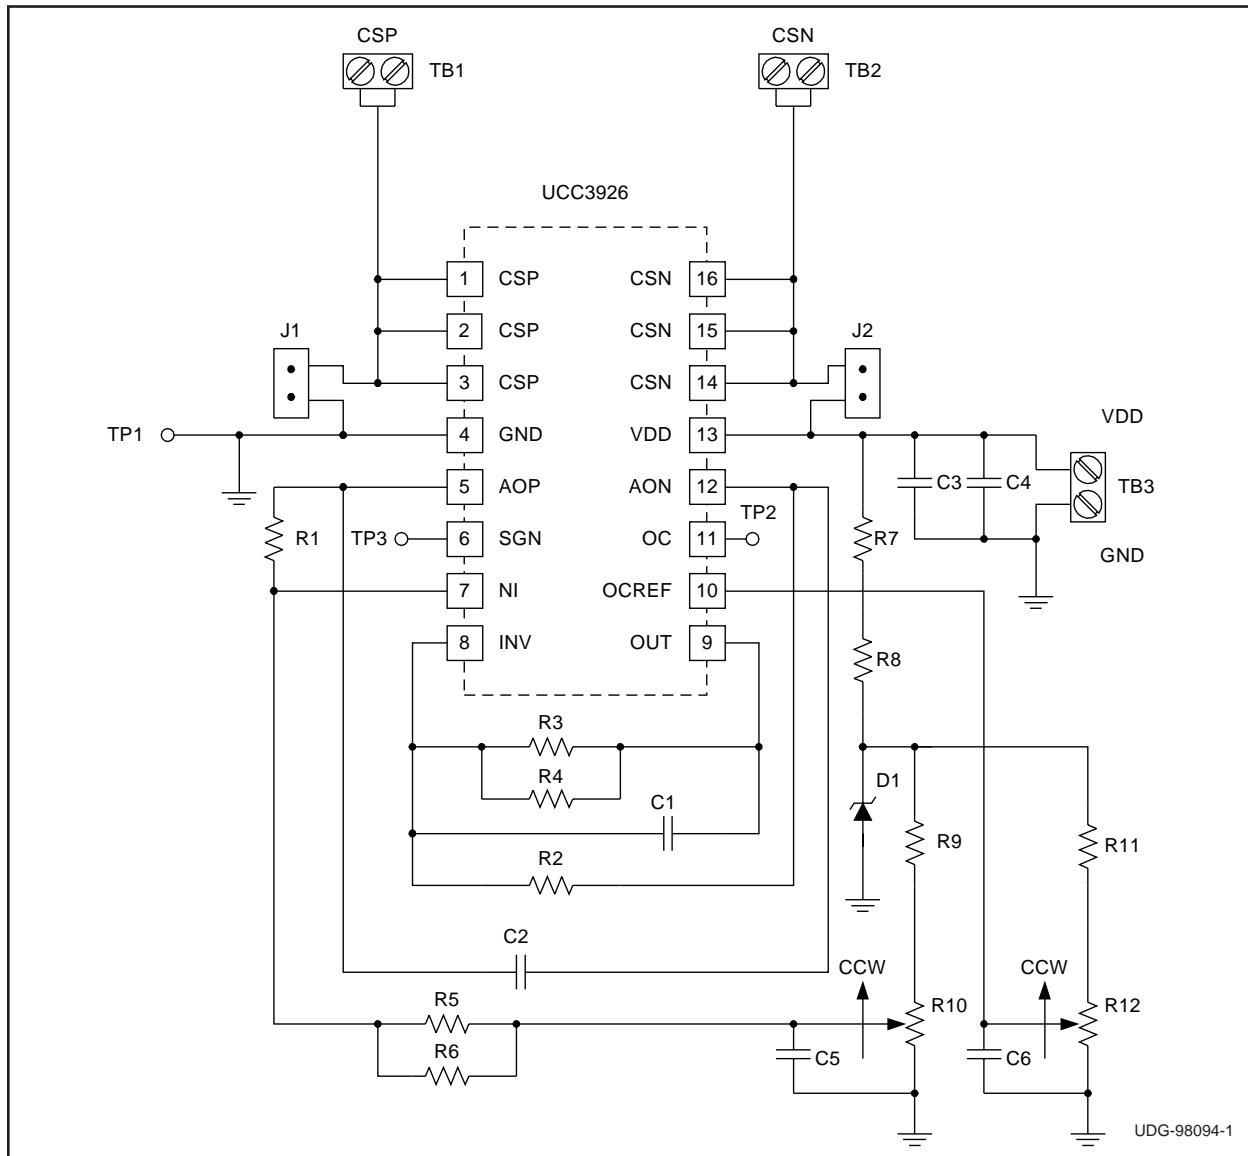 CSP
CSN
TB1
TB2
UCC3926
1 CSP CSN 16
2 CSP CSN 15
J1
J2
3 CSP CSN 14
VDD
TP1
4 GND VDD 13
5 AOP AON 12
C3
C4
TB3
R1
TP3
6 SGN OC 11
TP2
R7
GND
7 NI OCREF 10
8 INV OUT 9
R8
R3
R4
D1
C1
R9
R11
R2
C2
CCW
CCW
R5
R10
R12
R6
C5
C6
UDG-98094-1